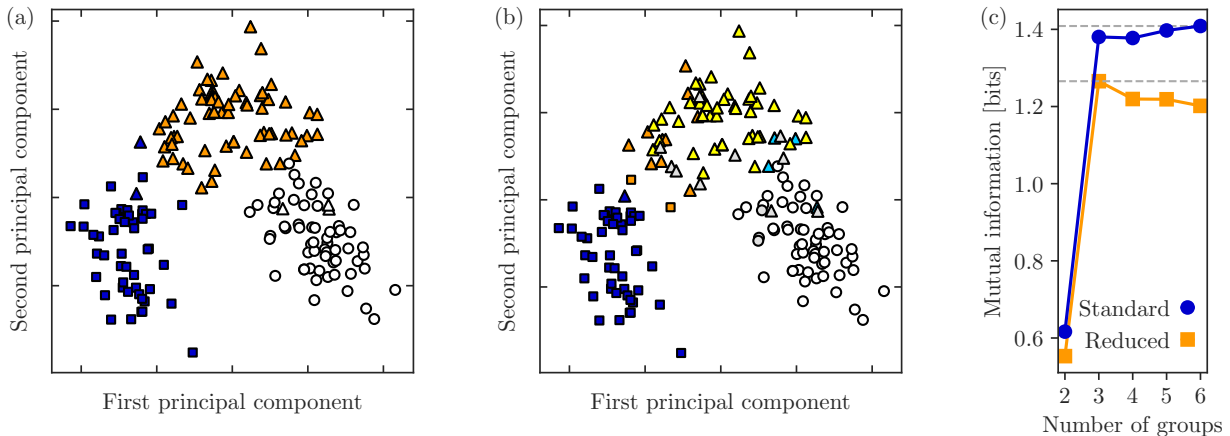 (a)
Second principal component
First principal component
(b)
Second principal component
First principal component
(c)
Mutual information [bits]
1.4
1.2
1.0
0.8
0.6
Standard
Reduced
2 3 4 5 6
Number of groups